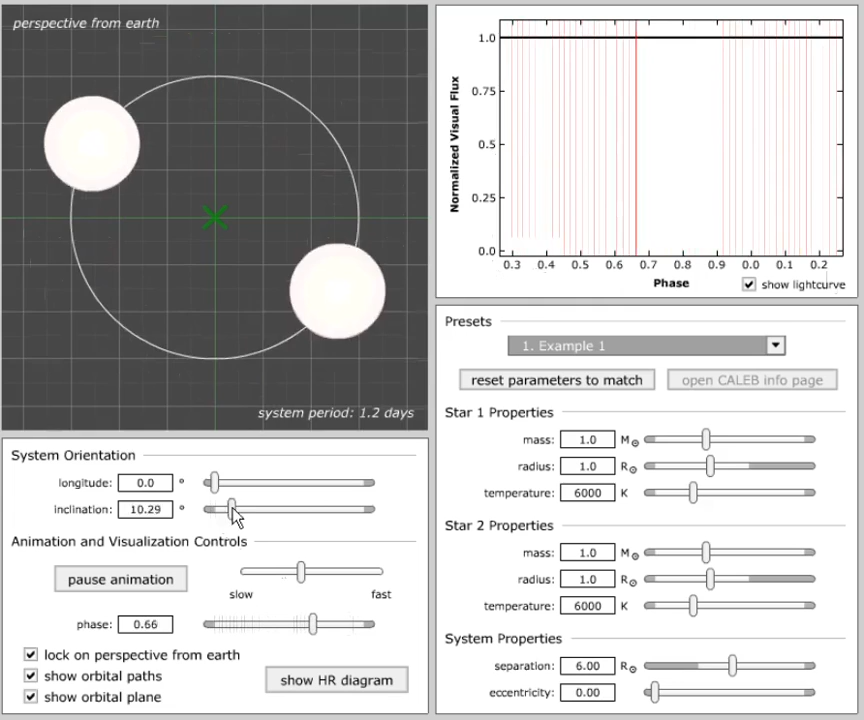 perspective from earth
system period: 1.2 days
Normalized Visual Flux
1.0
0.75
0.5
0.25
0.0
0.3 0.4 0.5 0.6 0.7 0.8 0.9 0.0 0.1 0.2
Phase
show lightcurve
System Orientation
longitude: 0.0 °
inclination: 10.29 °
Animation and Visualization Controls
pause animation
slow fast
phase: 0.66
lock on perspective from earth
show orbital paths
show orbital plane
show HR diagram
Presets
1. Example 1
reset parameters to match open CALEB info page
Star 1 Properties
mass: 1.0 M⊙
radius: 1.0 R⊙
temperature: 6000 K
Star 2 Properties
mass: 1.0 M⊙
radius: 1.0 R⊙
temperature: 6000 K
System Properties
separation: 6.00 R⊙
eccentricity: 0.00